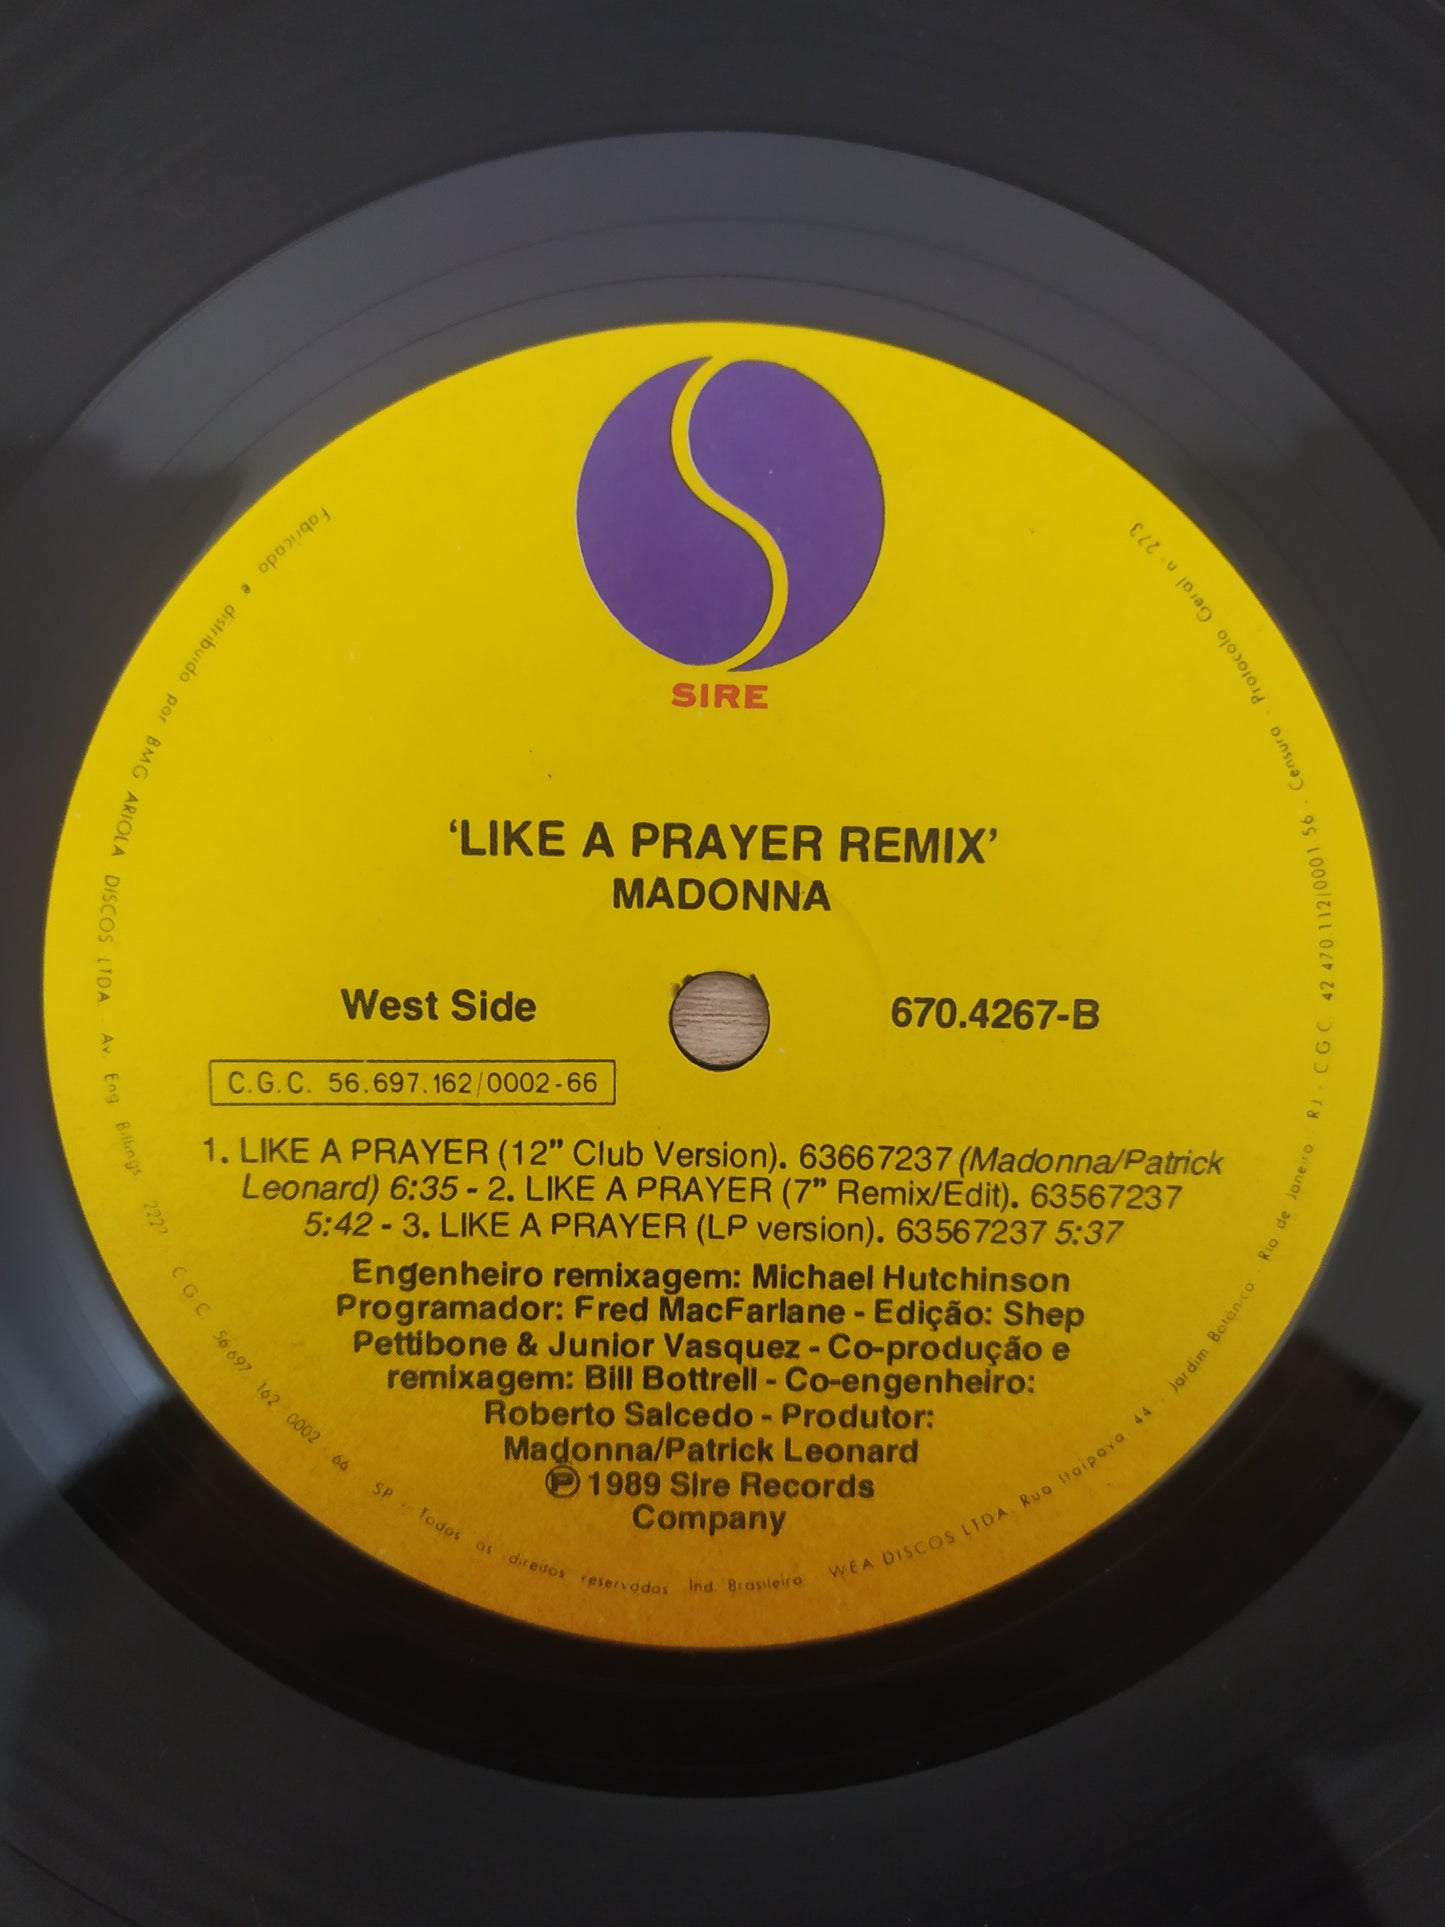 SIRE
‘LIKE A PRAYER REMIX’
MADONNA
West Side
670.4267-B
C.G.C. 56.697.162/0002-66
1. LIKE A PRAYER (12” Club Version). 63667237 (Madonna/Patrick
Leonard) 6:35 - 2. LIKE A PRAYER (7” Remix/Edit). 63567237
5:42 - 3. LIKE A PRAYER (LP version). 63567237 5:37
Engenheiro remixagem: Michael Hutchinson
Programador: Fred MacFarlane - Edição: Shep
Pettibone & Junior Vasquez - Co-produção e
remixagem: Bill Bottrell - Co-engenheiro:
Roberto Salcedo - Produtor:
Madonna/Patrick Leonard
Ⓟ 1989 Sire Records
Company
Fabricado e distribuido por BMG ARIOLA DISCOS LTDA. Av. Eng Billings, 2227 C.G.C 56.697 162 0002 66 SP - Todos os direitos reservados Ind. Brasileira WEA DISCOS LTDA. Rua Itaipava 44 - Jardim Botânico - Rio de Janeiro RJ - C.G.C. 42.470.112/0001 56 - Censura - Protocolo Geral n. 273